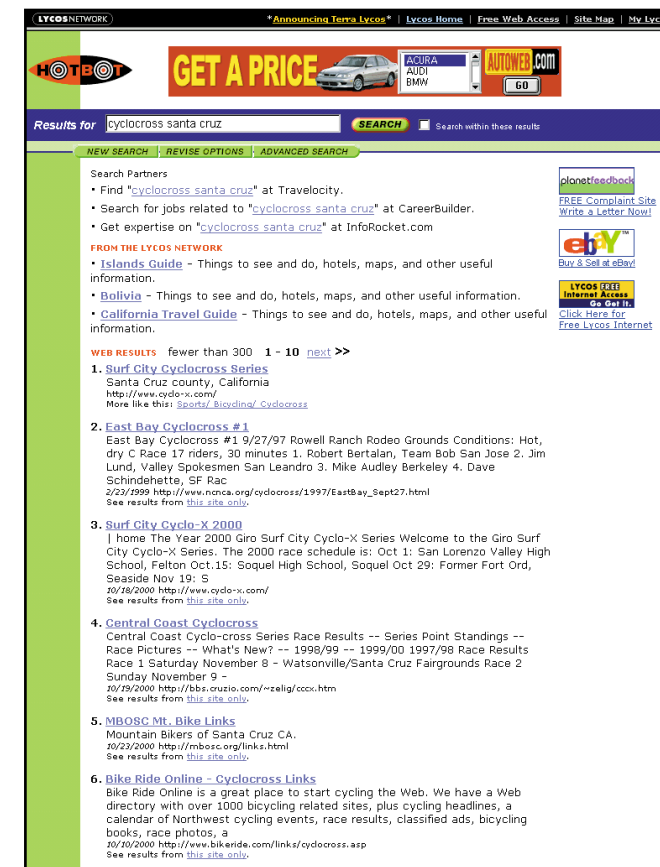 LYCOS NETWORK
*Announcing Terra Lycos* | Lycos Home | Free Web Access | Site Map | My Lyc
HOTBOT
GET A PRICE
ACURA
AUDI
BMW
AUTOWEB.COM
GO
Results for cyclocross santa cruz SEARCH Search within these results
NEW SEARCH REVISE OPTIONS ADVANCED SEARCH
Search Partners
• Find "cyclocross santa cruz" at Travelocity.
• Search for jobs related to "cyclocross santa cruz" at CareerBuilder.
• Get expertise on "cyclocross santa cruz" at InfoRocket.com
FROM THE LYCOS NETWORK
• Islands Guide – Things to see and do, hotels, maps, and other useful
information.
• Bolivia – Things to see and do, hotels, maps, and other useful information.
• California Travel Guide – Things to see and do, hotels, maps, and other useful
information.
planetfeedback
FREE Complaint Site
Write a Letter Now!
ebY™
Buy & Sell at eBay!
LYCOS FREE
Internet Access
Go Get It.
Click Here for
Free Lycos Internet
WEB RESULTS fewer than 300 1 - 10 next >>
1. Surf City Cyclocross Series
Santa Cruz county, California
http://www.cyclo-x.com/
More like this: Sports/ Bicycling/ Cyclocross
2. East Bay Cyclocross #1
East Bay Cyclocross #1 9/27/97 Rowell Ranch Rodeo Grounds Conditions: Hot,
dry C Race 17 riders, 30 minutes 1. Robert Bertalan, Team Bob San Jose 2. Jim
Lund, Valley Spokesmen San Leandro 3. Mike Audley Berkeley 4. Dave
Schindehette, SF Rac
2/23/1999 http://www.ncnca.org/cyclocross/1997/EastBay_Sept27.html
See results from this site only.
3. Surf City Cyclo-X 2000
| home The Year 2000 Giro Surf City Cyclo-X Series Welcome to the Giro Surf
City Cyclo-X Series. The 2000 race schedule is: Oct 1: San Lorenzo Valley High
School, Felton Oct.15: Soquel High School, Soquel Oct 29: Former Fort Ord,
Seaside Nov 19: S
10/18/2000 http://www.cyclo-x.com/
See results from this site only.
4. Central Coast Cyclocross
Central Coast Cyclo-cross Series Race Results -- Series Point Standings --
Race Pictures -- What's New? -- 1998/99 -- 1999/00 1997/98 Race Results
Race 1 Saturday November 8 - Watsonville/Santa Cruz Fairgrounds Race 2
Sunday November 9 -
10/19/2000 http://bbs.cruzio.com/~zelig/cccx.htm
See results from this site only.
5. MBOSC Mt. Bike Links
Mountain Bikers of Santa Cruz CA.
10/23/2000 http://mbosc.org/links.html
See results from this site only.
6. Bike Ride Online - Cyclocross Links
Bike Ride Online is a great place to start cycling the Web. We have a Web
directory with over 1000 bicycling related sites, plus cycling headlines, a
calendar of Northwest cycling events, race results, classified ads, bicycling
books, race photos, a
10/10/2000 http://www.bikeride.com/links/cyclocross.asp
See results from this site only.